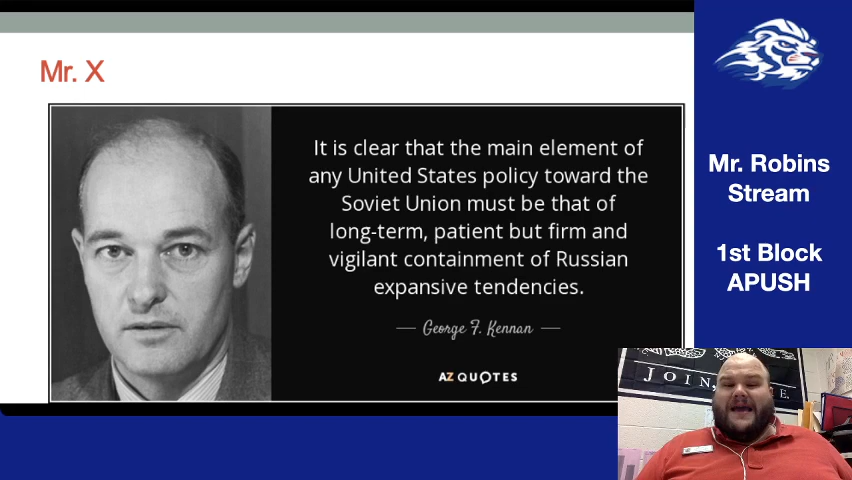 Mr. X
It is clear that the main element of
any United States policy toward the
Soviet Union must be that of
long-term, patient but firm and
vigilant containment of Russian
expansive tendencies.
George F. Kennan
AZ QUOTES
Mr. Robins
Stream
1st Block
APUSH
JOIN,
E.